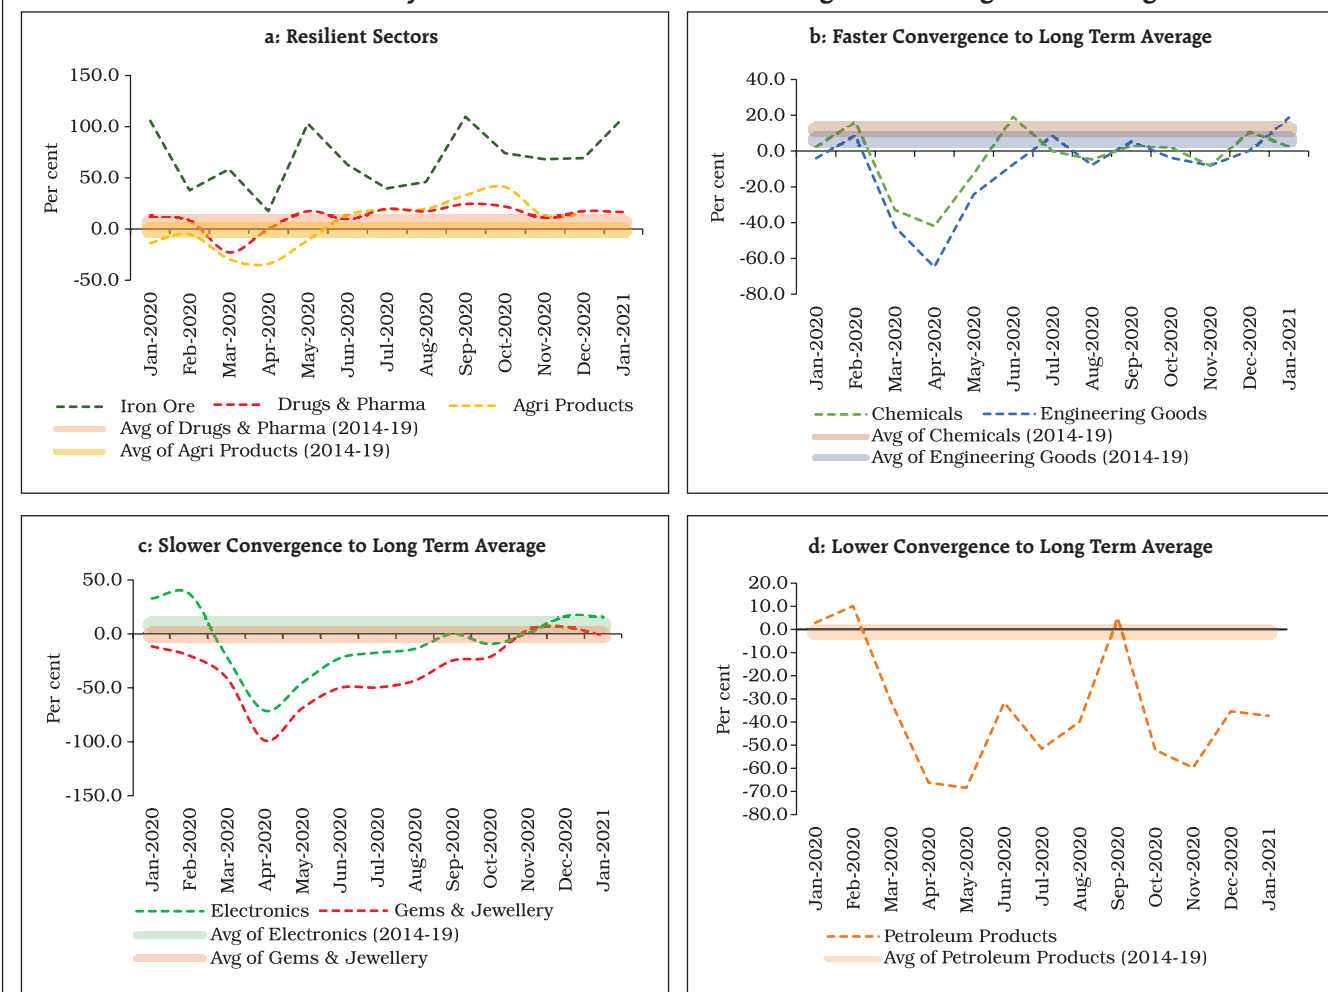 a: Resilient Sectors
150.0
100.0
50.0
0.0
-50.0
Per cent
Jan-2020
Feb-2020
Mar-2020
Apr-2020
May-2020
Jun-2020
Jul-2020
Aug-2020
Sep-2020
Oct-2020
Nov-2020
Dec-2020
Jan-2021
Iron Ore Drugs & Pharma Agri Products
Avg of Drugs & Pharma (2014-19)
Avg of Agri Products (2014-19)
b: Faster Convergence to Long Term Average
40.0
20.0
0.0
-20.0
-40.0
-60.0
-80.0
Per cent
Jan-2020
Feb-2020
Mar-2020
Apr-2020
May-2020
Jun-2020
Jul-2020
Aug-2020
Sep-2020
Oct-2020
Nov-2020
Dec-2020
Jan-2021
Chemicals Engineering Goods
Avg of Chemicals (2014-19)
Avg of Engineering Goods (2014-19)
c: Slower Convergence to Long Term Average
50.0
0.0
-50.0
-100.0
-150.0
Per cent
Jan-2020
Feb-2020
Mar-2020
Apr-2020
May-2020
Jun-2020
Jul-2020
Aug-2020
Sep-2020
Oct-2020
Nov-2020
Dec-2020
Jan-2021
Electronics Gems & Jewellery
Avg of Electronics (2014-19)
Avg of Gems & Jewellery
d: Lower Convergence to Long Term Average
20.0
10.0
0.0
-10.0
-20.0
-30.0
-40.0
-50.0
-60.0
-70.0
-80.0
Per cent
Jan-2020
Feb-2020
Mar-2020
Apr-2020
May-2020
Jun-2020
Jul-2020
Aug-2020
Sep-2020
Oct-2020
Nov-2020
Dec-2020
Jan-2021
Petroleum Products
Avg of Petroleum Products (2014-19)